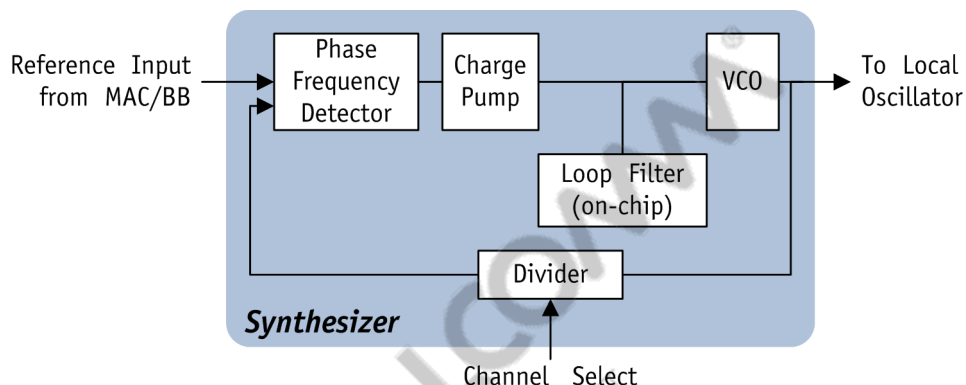 Reference Input
from MAC/BB
Phase
Frequency
Detector
Charge
Pump
VCO
To Local
Oscillator
Loop Filter
(on-chip)
Divider
Synthesizer
Channel Select